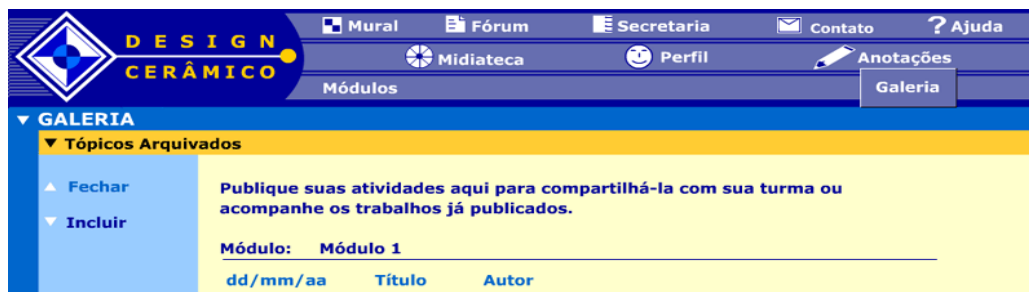 DESIGN
CERÂMICO
Mural Fórum Secretaria Contato ? Ajuda
Midiateca Perfil Anotações
Módulos Galeria
GALERIA
Tópicos Arquivados
Fechar
Incluir
Publique suas atividades aqui para compartilhá-la com sua turma ou
acompanhe os trabalhos já publicados.
Módulo: Módulo 1
dd/mm/aa Título Autor